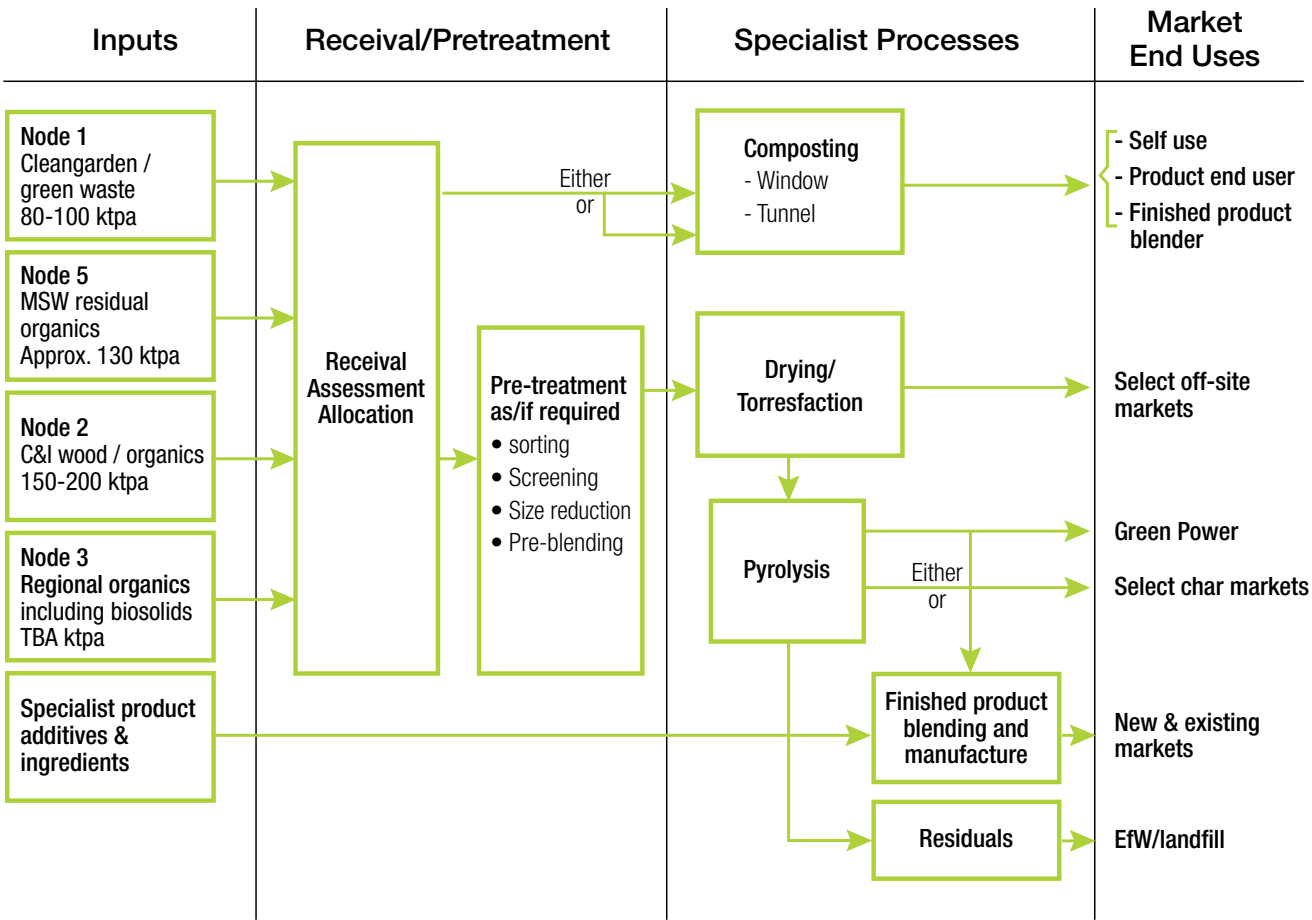 Inputs
Receival/Pretreatment
Specialist Processes
Market
End Uses
Node 1
Cleangarden /
green waste
80-100 ktpa
Node 5
MSW residual
organics
Approx. 130 ktpa
Node 2
C&I wood / organics
150-200 ktpa
Node 3
Regional organics
including biosolids
TBA ktpa
Specialist product
additives &
ingredients
Receival
Assessment
Allocation
Pre-treatment
as/if required
• sorting
• Screening
• Size reduction
• Pre-blending
Either
or
Composting
- Window
- Tunnel
Drying/
Torresfaction
Pyrolysis
Either
or
Finished product
blending and
manufacture
Residuals
- Self use
- Product end user
- Finished product
blender
Select off-site
markets
Green Power
Select char markets
New & existing
markets
EfW/landfill